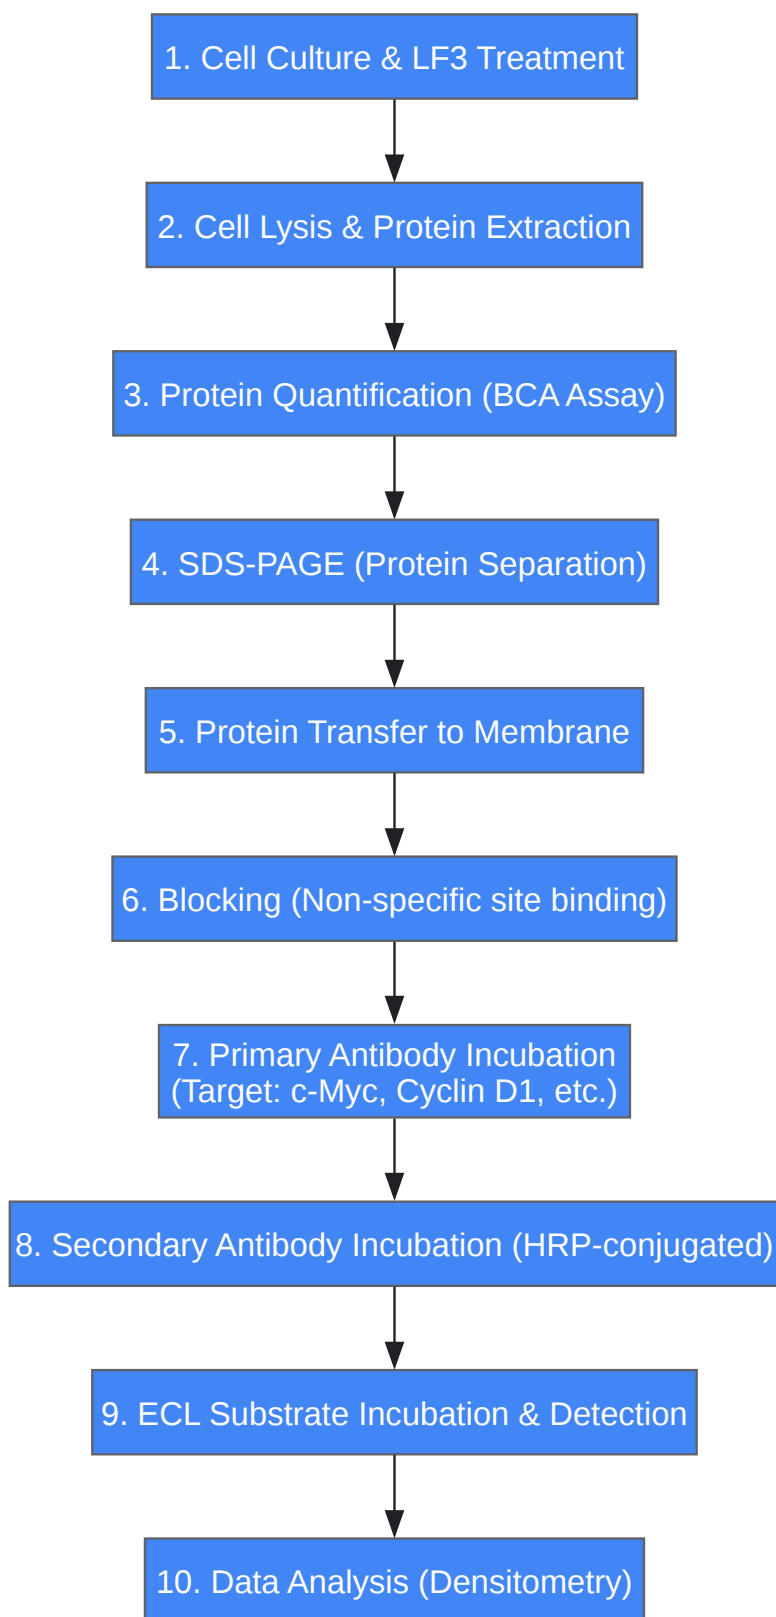 1. Cell Culture & LF3 Treatment
2. Cell Lysis & Protein Extraction
3. Protein Quantification (BCA Assay)
4. SDS-PAGE (Protein Separation)
5. Protein Transfer to Membrane
6. Blocking (Non-specific site binding)
7. Primary Antibody Incubation
(Target: c-Myc, Cyclin D1, etc.)
8. Secondary Antibody Incubation (HRP-conjugated)
9. ECL Substrate Incubation & Detection
10. Data Analysis (Densitometry)